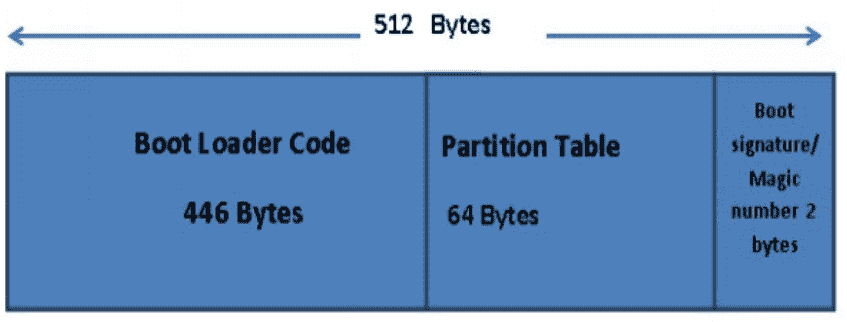 512 Bytes
Boot Loader Code
446 Bytes
Partition Table
64 Bytes
Boot
signature/
Magic
number 2
bytes